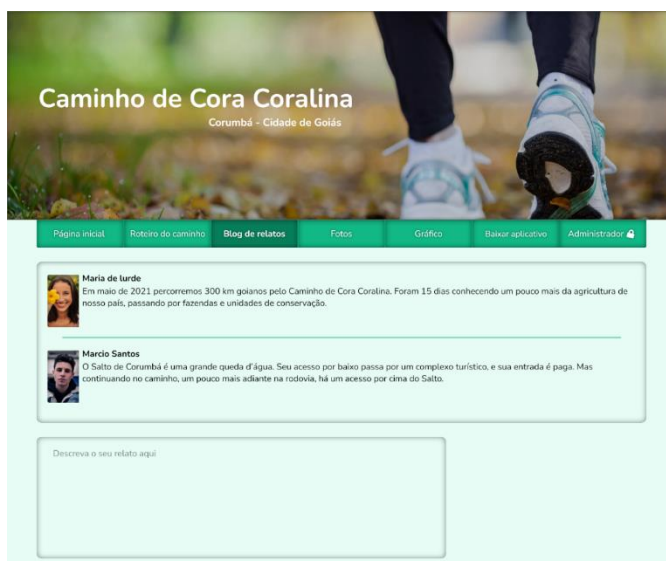 Caminho de Cora Coralina
Corumbá - Cidade de Goiás
Página inicial Roteiro do caminho Blog de relatos Fotos Gráfico Baixar aplicativo Administrador
Maria de lurde
Em maio de 2021 percorremos 300 km goianos pelo Caminho de Cora Coralina. Foram 15 dias conhecendo um pouco mais da agricultura de
nosso país, passando por fazendas e unidades de conservação.
Marcio Santos
O Salto de Corumbá é uma grande queda d'água. Seu acesso por baixo passa por um complexo turístico, e sua entrada é paga. Mas
continuando no caminho, um pouco mais adiante na rodovia, há um acesso por cima do Salto.
Descreva o seu relato aqui